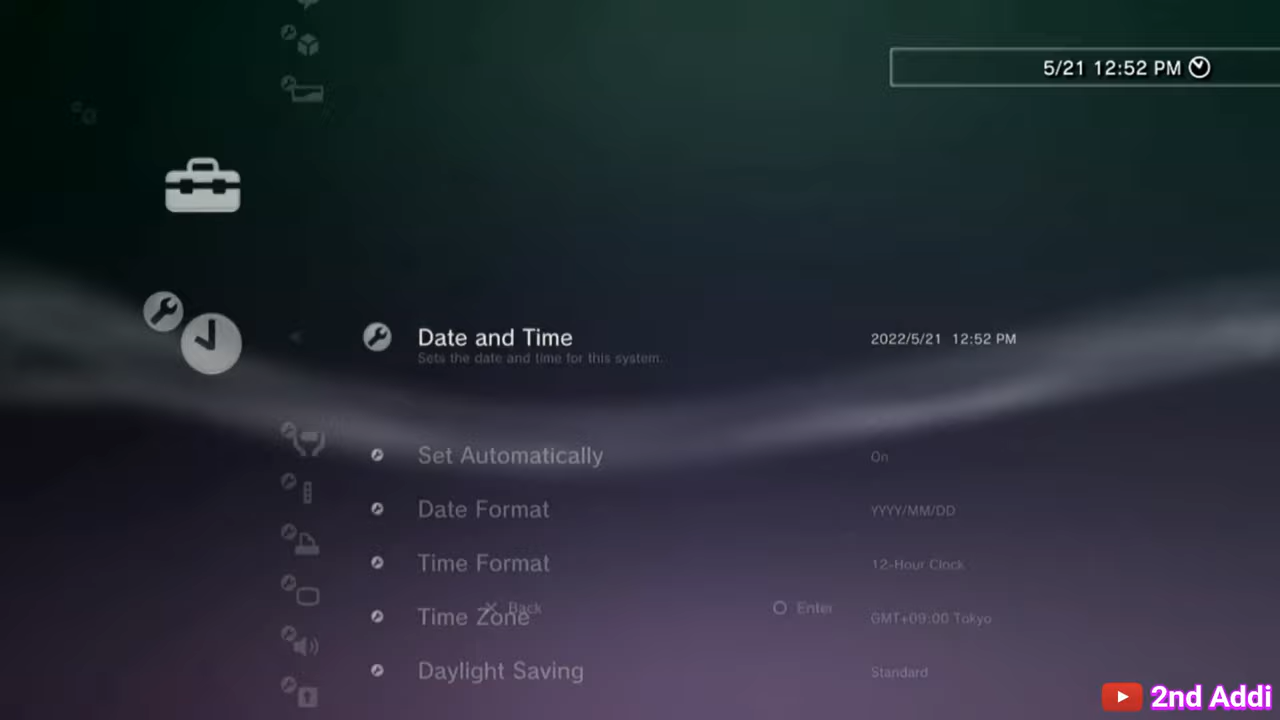 5/21 12:52 PM
Date and Time
2022/5/21 12:52 PM
Sets the date and time for this system.
Set Automatically
On
Date Format
YYYY/MM/DD
Time Format
12-Hour Clock
Back
Enter
Time Zone
GMT+09:00 Tokyo
Daylight Saving
Standard
2nd Addi